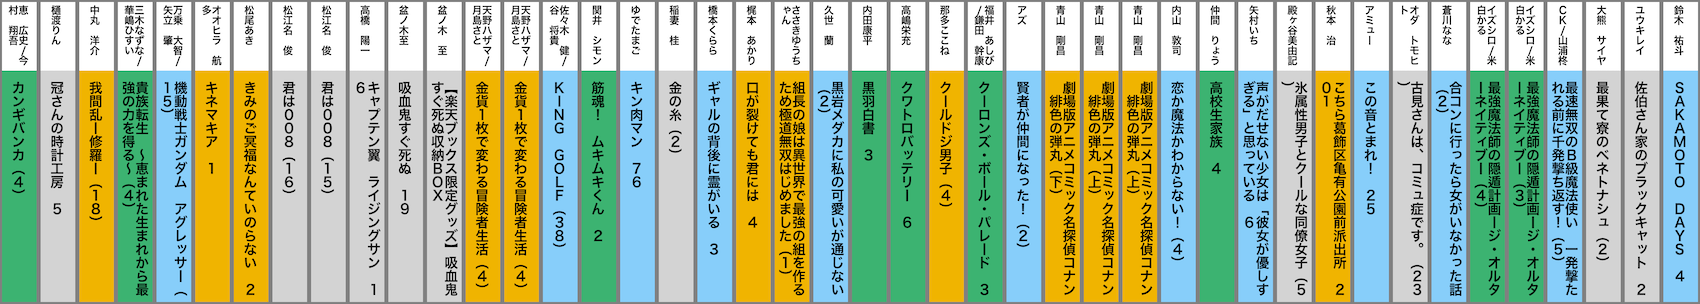 鈴木 祐斗
SAKAMOTO DAYS 4
ユウキレイ
佐伯さん家のブラックキャット 2
大熊 サイヤ
最果て寮のベネトナシュ (2)
CK/山浦柊
最速無双のB級魔法使い 一発撃た
れる前に千発撃ち返す! (5)
イズシロ/米
白かる
最強魔法師の隠遁計画ージ・オルタ
ーネイティブー (3)
イズシロ/米
白かる
最強魔法師の隠遁計画ージ・オルタ
ーネイティブー (4)
蒼川なな
合コンに行ったら女がいなかった話
(2)
オダ トモヒ
ト
古見さんは、コミュ症です。 (23
)
アミュー
この音とまれ! 25
秋本 治
こちら葛飾区亀有公園前派出所 2
01
殿ヶ谷美由記
氷属性男子とクールな同僚女子 (5
)
矢村いち
声がだせない少女は「彼女が優しす
ぎる」と思っている 6
仲間 りょう
高校生家族 4
内山 敦司
恋か魔法かわからない! (4)
青山 剛昌
劇場版アニメコミック名探偵コナン
緋色の弾丸 (上)
青山 剛昌
劇場版アニメコミック名探偵コナン
緋色の弾丸 (上)
青山 剛昌
劇場版アニメコミック名探偵コナン
緋色の弾丸 (下)
アズ
賢者が仲間になった! (2)
福井 あしび
/鎌田 幹康
クーロンズ・ボール・パレード 3
那多ここね
クールドジ男子 (4)
高嶋栄充
クワトロバッテリー 6
内田康平
黒羽白書 3
久世 蘭
黒岩メダカに私の可愛いが通じない
(2)
ささきゆうち
ゃん
組長の娘は異世界で最強の組を作る
ため極道無双はじめました (1)
梶本 あかり
口が裂けても君には 4
橋本くらら
ギャルの背後に霊がいる 3
稲妻 桂
金の糸 (2)
ゆでたまご
キン肉マン 76
関井 シモン
筋魂! ムキムキくん 2
佐々木 健/
谷 将貴
KING GOLF (38)
天野ハザマ/
月島さと
金貨1枚で変わる冒険者生活 (4)
天野ハザマ/
月島さと
金貨1枚で変わる冒険者生活 (4)
盆ノ木 至
【楽天ブックス限定グッズ】吸血鬼
すぐ死ぬ収納BOX
盆ノ木至
吸血鬼すぐ死ぬ 19
高橋 陽一
キャプテン翼 ライジングサン 1
6
松江名 俊
君は008 (15)
松江名 俊
君は008 (16)
松尾あき
きみのご冥福なんていのらない 2
オオヒラ 航
多
キネマキア 1
万乗 大智/
矢立 肇
機動戦士ガンダム アグレッサー (
15)
三木なずな/
華嶋ひすい
貴族転生 ~恵まれた生まれから最
強の力を得る~ (4)
中丸 洋介
我間乱ー修羅ー (18)
樋渡りん
冠さんの時計工房 5
恵 広史/今
村 翔吾
カンギバンカ (4)